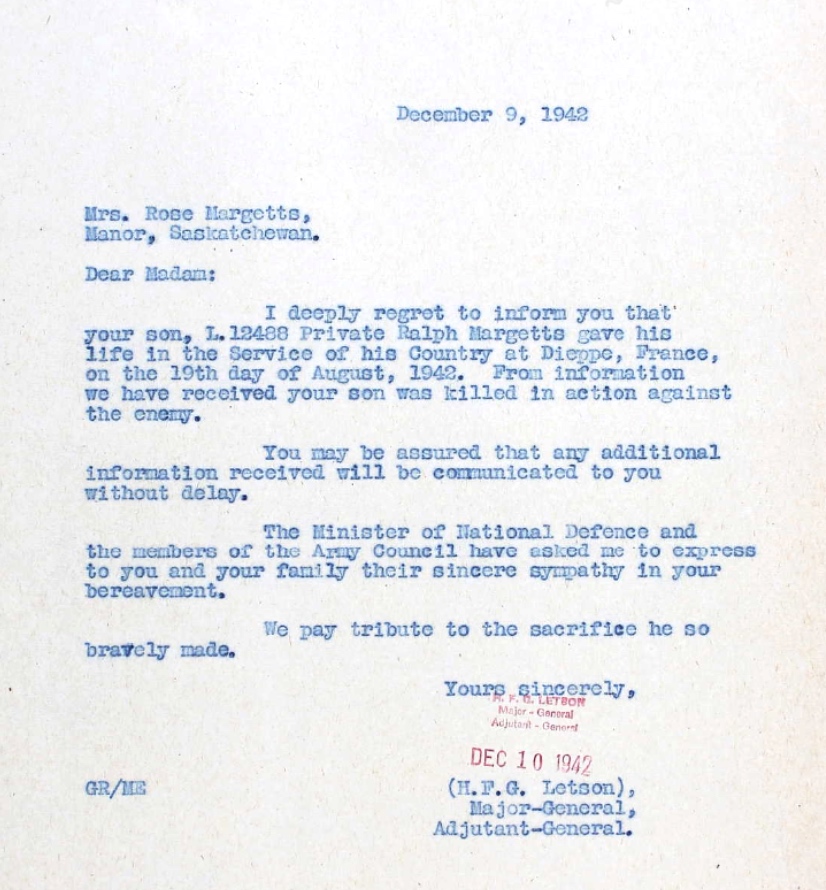 December 9, 1942
Mrs. Rose Margetts,
Manor, Saskatchewan.
Dear Madam:
I deeply regret to inform you that
your son, L.12488 Private Ralph Margetts gave his
life in the Service of his Country at Dieppe, France,
on the 19th day of August, 1942. From information
we have received your son was killed in action against
the enemy.
You may be assured that any additional
information received will be communicated to you
without delay.
The Minister of National Defence and
the members of the Army Council have asked me to express
to you and your family their sincere sympathy in your
bereavement.
We pay tribute to the sacrifice he so
bravely made.
Yours sincerely,
H. F. G. LETSON
Major - General
Adjutant - General
DEC 10 1942
GR/ME (H.F.G. Letson),
Major-General,
Adjutant-General.